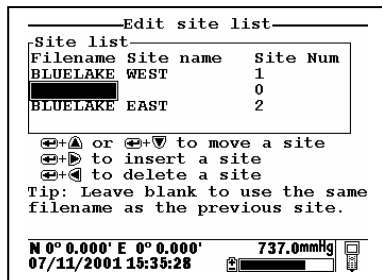 Edit site list
Site list
Filename Site name Site Num
BLUELAKE WEST 1
0
BLUELAKE EAST 2
+ or + to move a site
+ to insert a site
+ to delete a site
Tip: Leave blank to use the same
filename as the previous site.
N 0° 0.000' E 0° 0.000' 737.0mmHg
07/11/2001 15:35:28